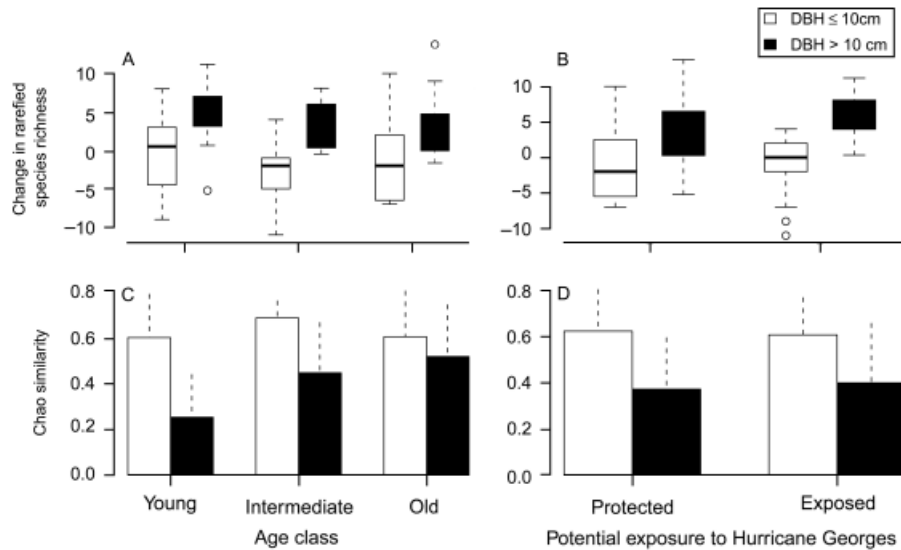 DBH ≤ 10cm
DBH > 10 cm
A
B
Change in rarefied
species richness
10
5
0
−5
−10
10
5
0
−5
−10
C
D
Chao similarity
0.8
0.6
0.4
0.2
0.0
0.8
0.6
0.4
0.2
0.0
Young Intermediate Old
Protected Exposed
Age class
Potential exposure to Hurricane Georges